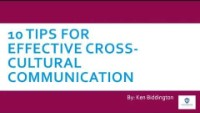 10 TIPS FOR
EFFECTIVE CROSS-
CULTURAL
COMMUNICATION
By: Ken Biddington